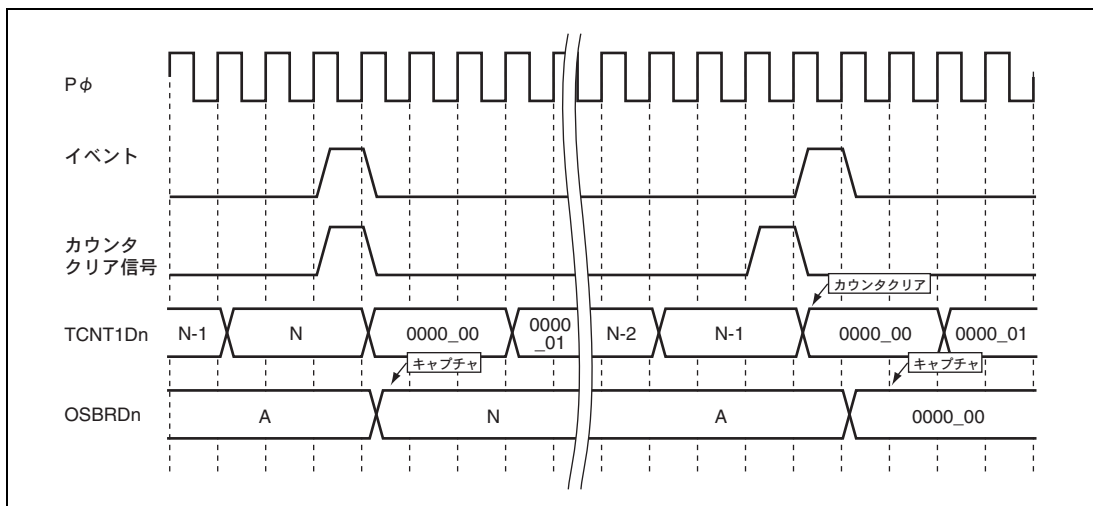 Pφ
イベント
カウンタ
クリア信号
カウンタクリア
TCNT1Dn
N-1
N
0000_00
0000
_01
N-2
N-1
0000_00
0000_01
キャプチャ
キャプチャ
OSBRDn
A
N
A
0000_00